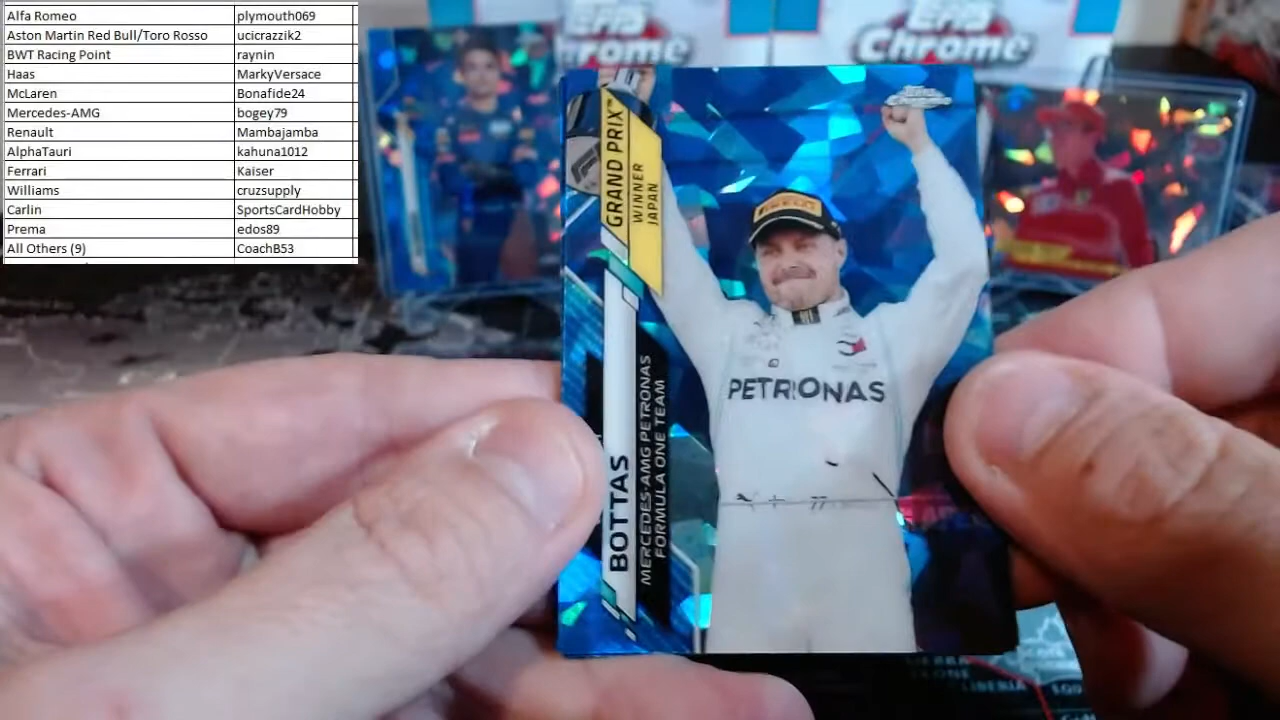 Alfa Romeo plymouth069
Aston Martin Red Bull/Toro Rosso ucicrazzik2
BWT Racing Point raynin
Haas MarkyVersace
McLaren Bonafide24
Mercedes-AMG bogey79
Renault Mambajamba
AlphaTauri kahuna1012
Ferrari Kaiser
Williams cruzsupply
Carlin SportsCardHobby
Prema edos89
All Others (9) CoachB53
Chrome
Chrome
GRAND PRIX™
WINNER
JAPAN
PIRELLI
PETRONAS
BOTTAS
MERCEDES-AMG PETRONAS
FORMULA ONE TEAM
LIBERIA